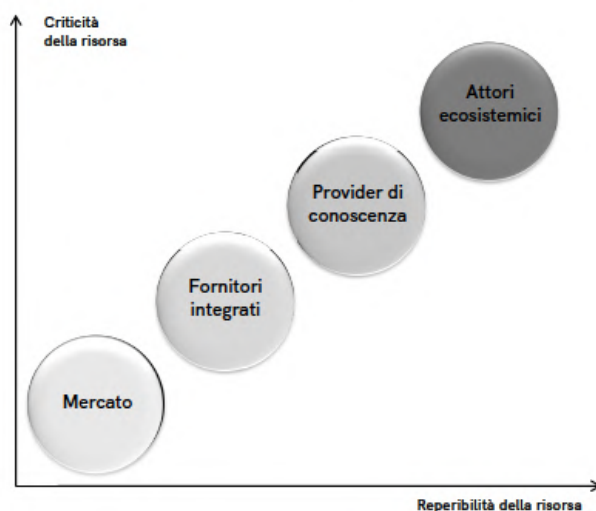 Criticità
della risorsa
Attori
ecosistemici
Provider di
conoscenza
Fornitori
integrati
Mercato
Reperibilità della risorsa